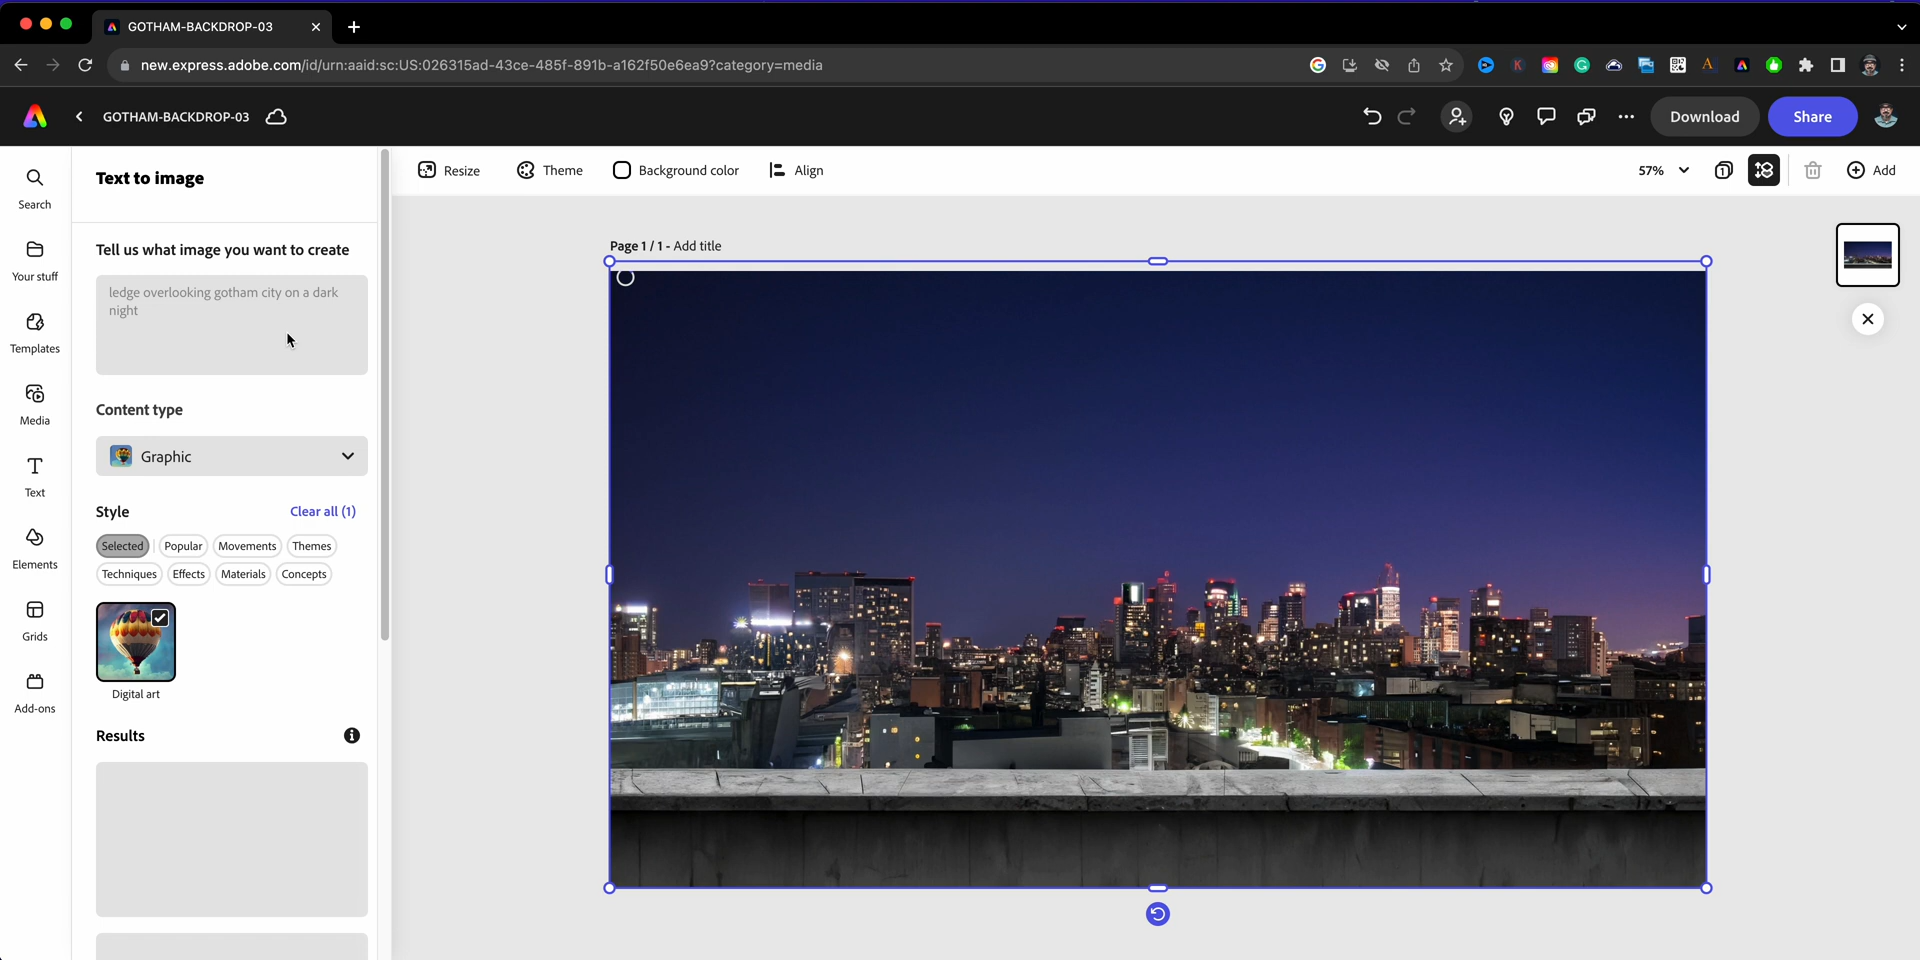 GOTHAM-BACKDROP-03
new.express.adobe.com/id/urn:aaid:sc:US:026315ad-43ce-485f-891b-a162f50e6ea9?category=media
GOTHAM-BACKDROP-03
Download
Share
Search
Your stuff
Templates
Media
Text
Elements
Grids
Add-ons
Text to image
Tell us what image you want to create
ledge overlooking gotham city on a dark
night
Content type
Graphic
Style
Clear all (1)
Selected
Popular
Movements
Themes
Techniques
Effects
Materials
Concepts
Digital art
Results
Resize
Theme
Background color
Align
57%
1
Add
Page 1 / 1 - Add title